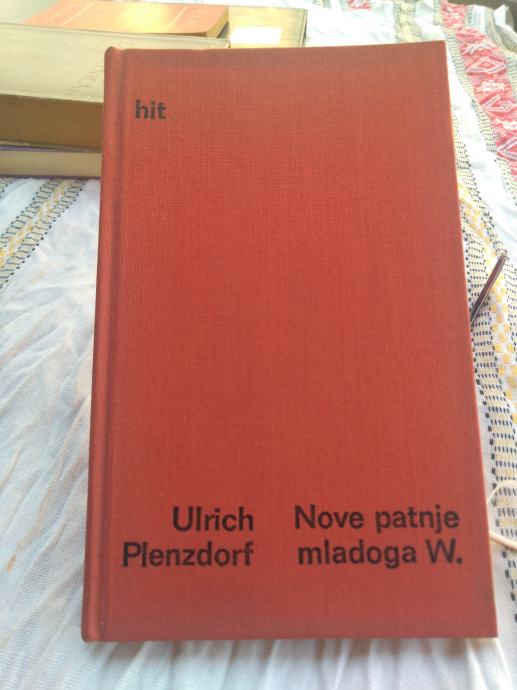 hit
Ulrich
Plenzdorf
Nove patnje
mladoga W.